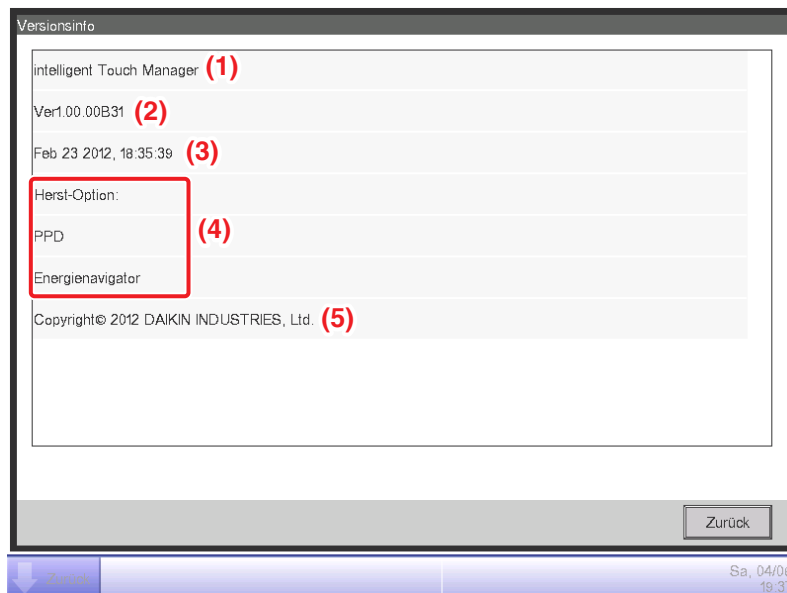 Versionsinfo
intelligent Touch Manager (1)
Ver1.00.00B31 (2)
Feb 23 2012, 18:35:39 (3)
Herst-Option:
PPD (4)
Energienavigator
Copyright© 2012 DAIKIN INDUSTRIES, Ltd. (5)
Zurück
Zurück
Sa, 04/0
19:3